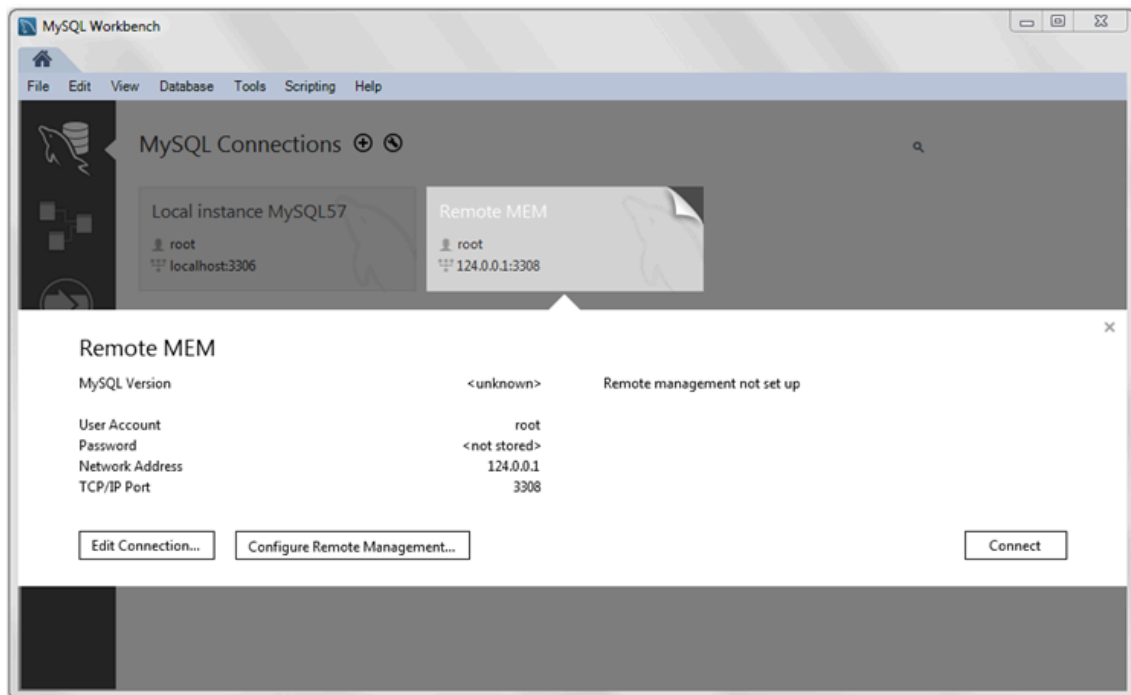 MySQL Workbench
File Edit View Database Tools Scripting Help
MySQL Connections
Local instance MySQL57
root
localhost:3306
Remote MEM
root
124.0.0.1:3308
Remote MEM
MySQL Version <unknown> Remote management not set up
User Account root
Password <not stored>
Network Address 124.0.0.1
TCP/IP Port 3308
Edit Connection... Configure Remote Management... Connect